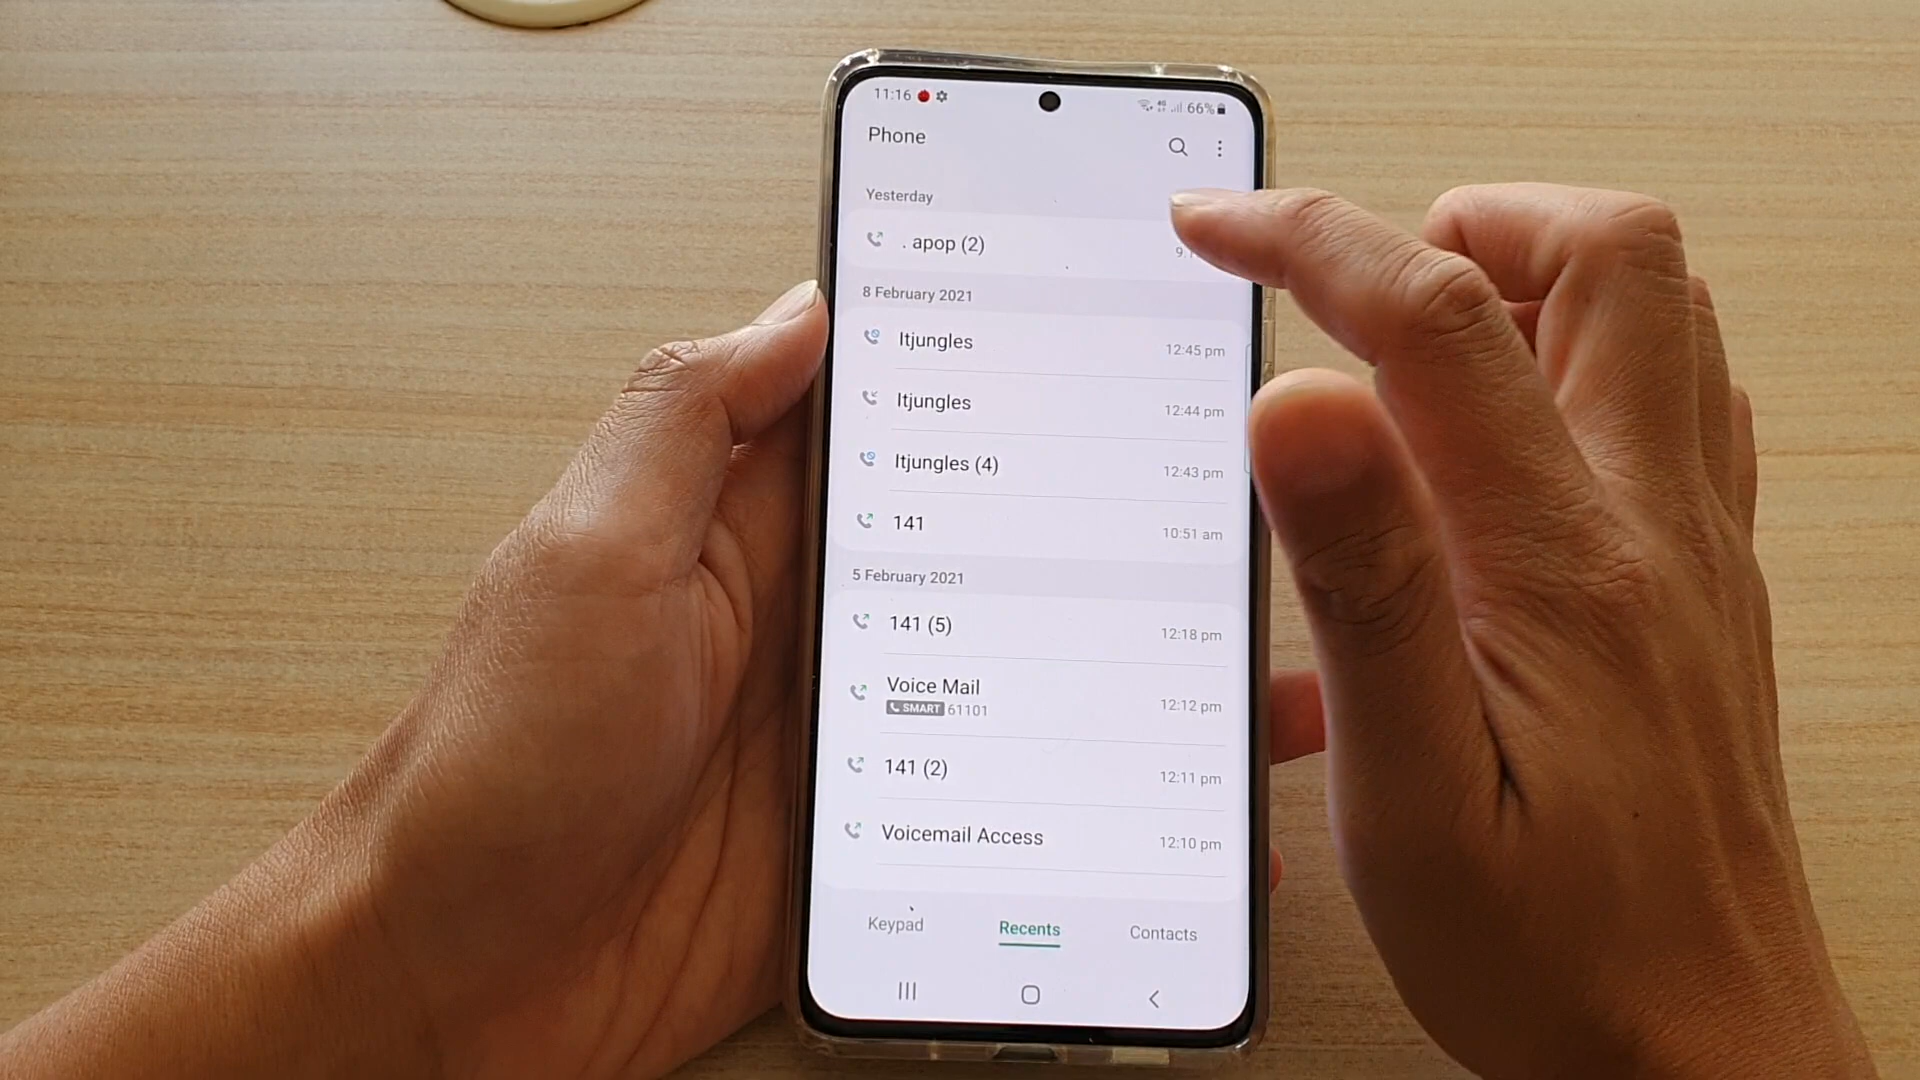 11:16 4G 66%
Phone
Yesterday
. apop (2)
8 February 2021
Itjungles 12:45 pm
Itjungles 12:44 pm
Itjungles (4) 12:43 pm
141 10:51 am
5 February 2021
141 (5) 12:18 pm
Voice Mail 12:12 pm
SMART 61101
141 (2) 12:11 pm
Voicemail Access 12:10 pm
Keypad Recents Contacts